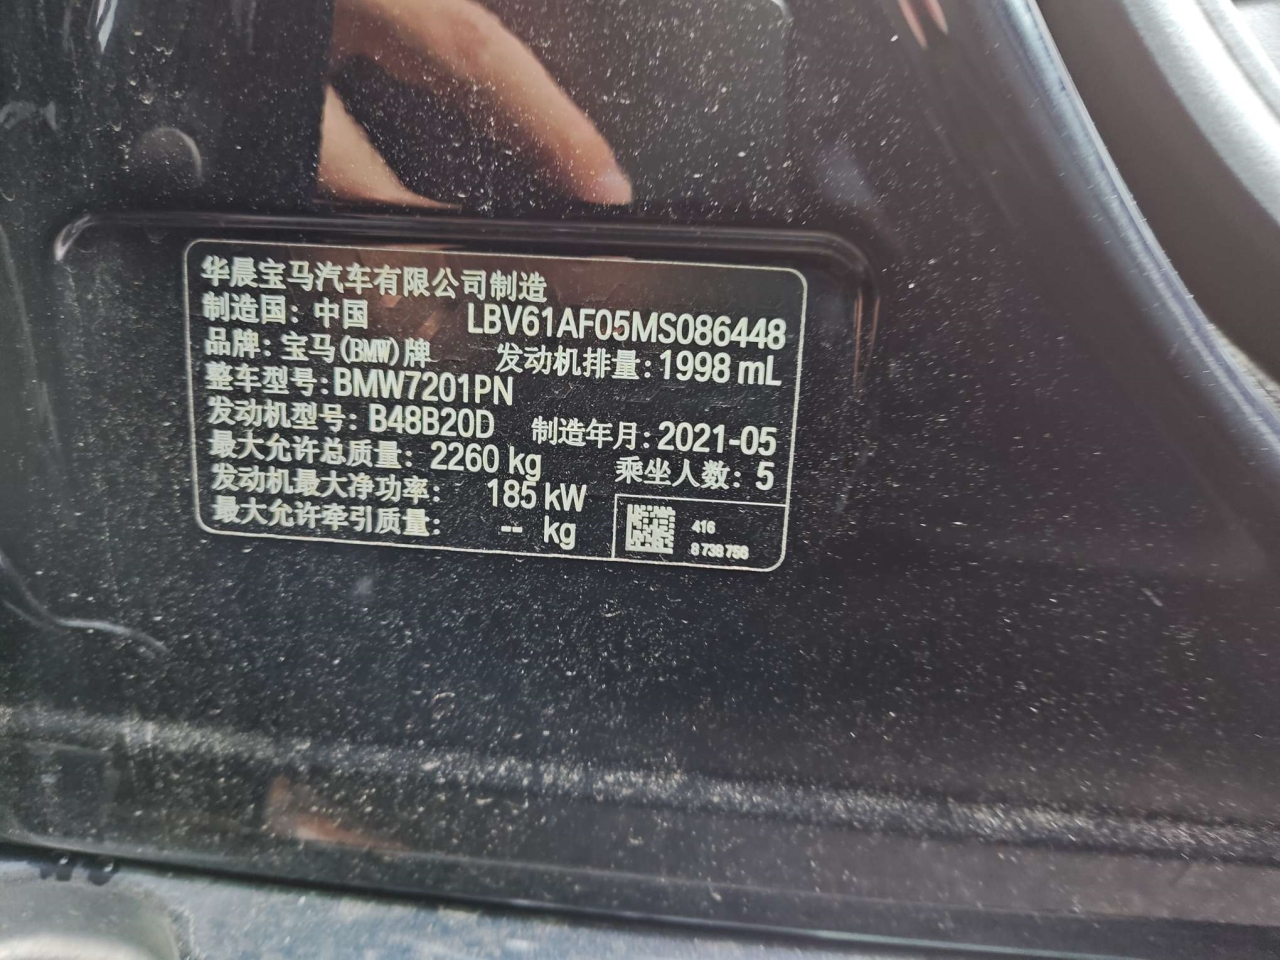 华晨宝马汽车有限公司制造
制造国: 中国 LBV61AF05MS086448
品牌: 宝马(BMW)牌 发动机排量: 1998 mL
整车型号: BMW7201PN
发动机型号: B48B20D 制造年月: 2021-05
最大允许总质量: 2260 kg 乘坐人数: 5
发动机最大净功率: 185 kW
最大允许牵引质量: -- kg
416
8 738 756